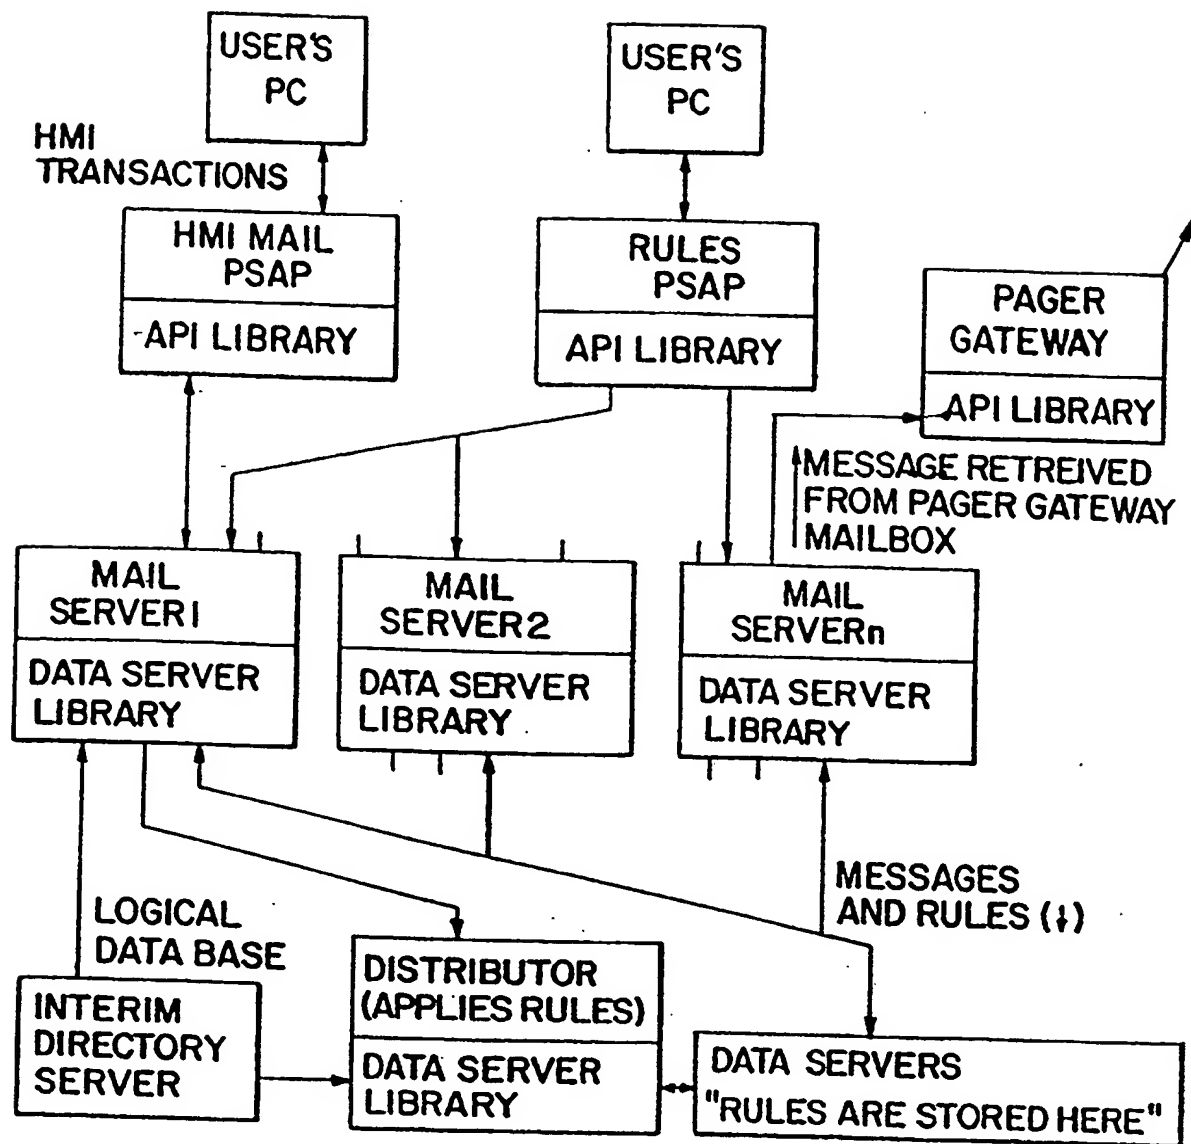 USER'S
PC
USER'S
PC
HMI
TRANSACTIONS
HMI MAIL
PSAP
API LIBRARY
RULES
PSAP
API LIBRARY
PAGER
GATEWAY
API LIBRARY
MESSAGE RETREIVED
FROM PAGER GATEWAY
MAILBOX
MAIL
SERVER1
DATA SERVER
LIBRARY
MAIL
SERVER2
DATA SERVER
LIBRARY
MAIL
SERVERn
DATA SERVER
LIBRARY
LOGICAL
DATA BASE
MESSAGES
AND RULES (↓)
INTERIM
DIRECTORY
SERVER
DISTRIBUTOR
(APPLIES RULES)
DATA SERVER
LIBRARY
DATA SERVERS
"RULES ARE STORED HERE"